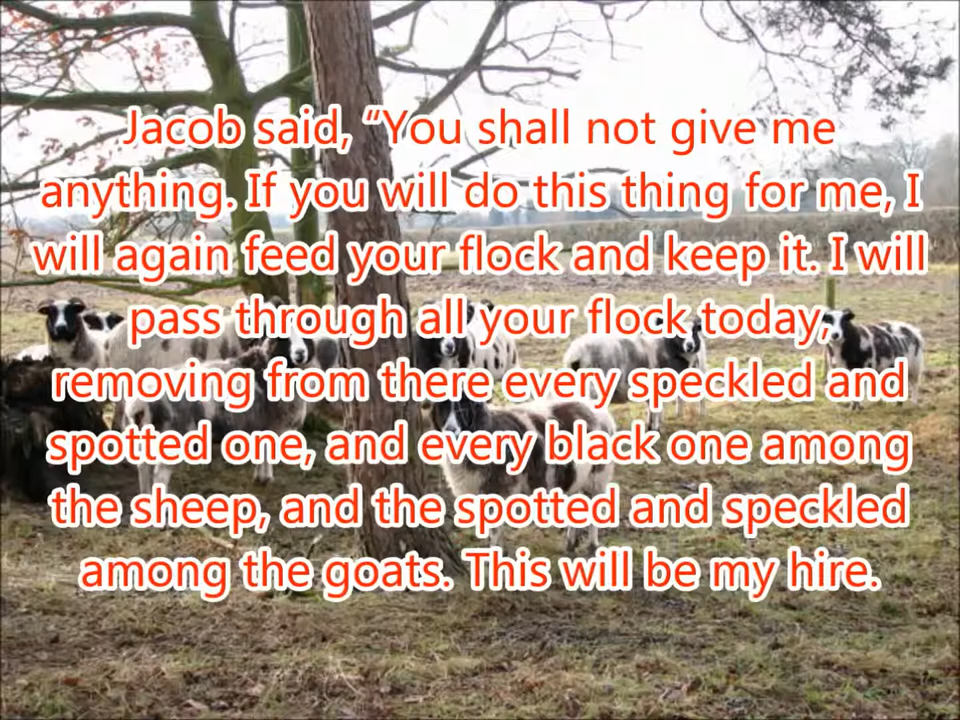 Jacob said, “You shall not give me
anything. If you will do this thing for me, I
will again feed your flock and keep it. I will
pass through all your flock today,
removing from there every speckled and
spotted one, and every black one among
the sheep, and the spotted and speckled
among the goats. This will be my hire.